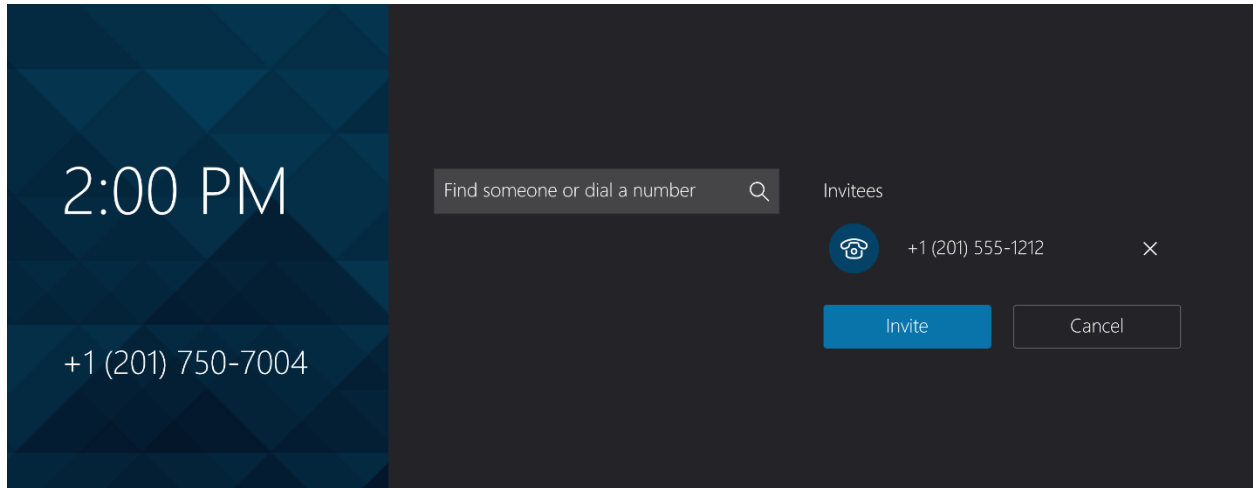 2:00 PM
+1 (201) 750-7004
Find someone or dial a number
Invitees
+1 (201) 555-1212
Invite
Cancel